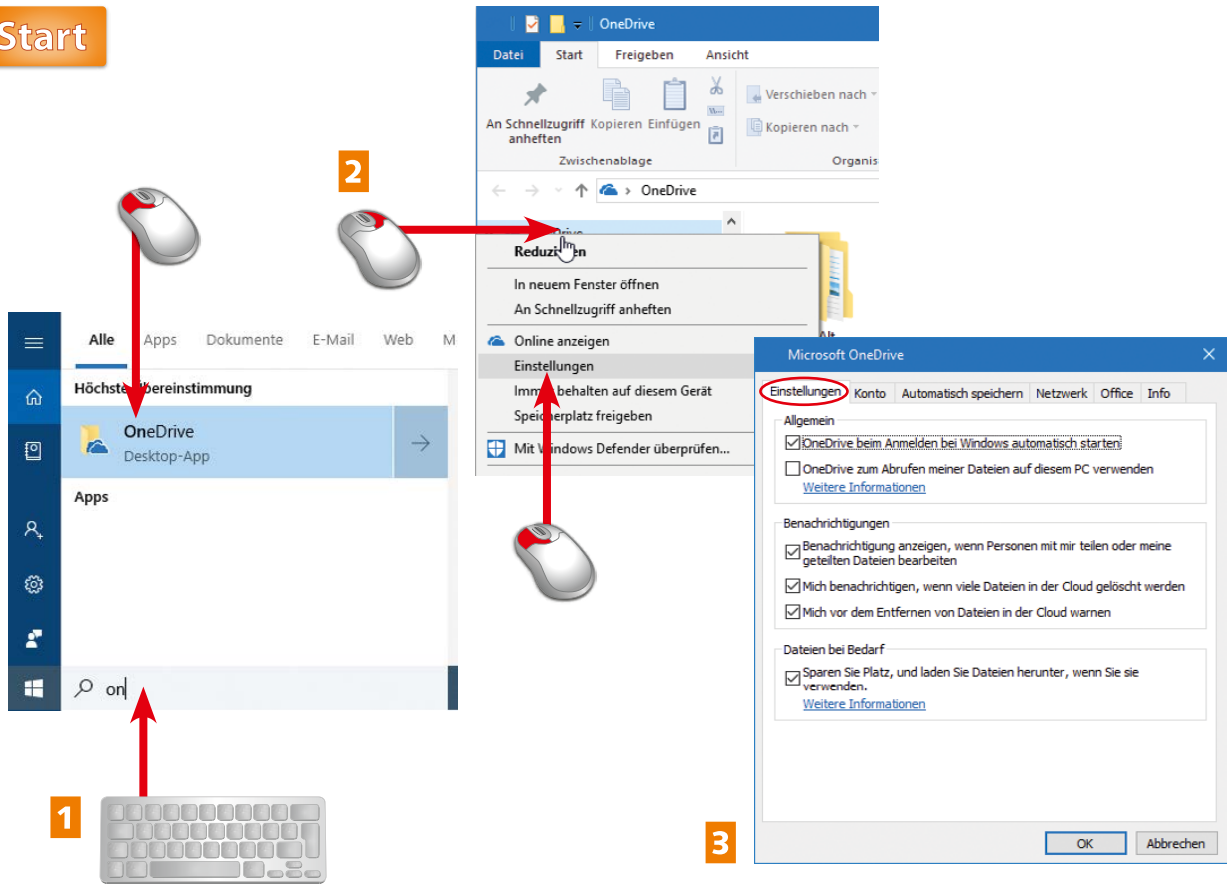 Start
OneDrive
Datei Start Freigeben Ansicht
An Schnellzugriff anheften
Kopieren
Einfügen
Verschieben nach
Kopieren nach
Zwischenablage
Organis
OneDrive
2
Reduzieren
In neuem Fenster öffnen
An Schnellzugriff anheften
Online anzeigen
Einstellungen
Immer behalten auf diesem Gerät
Speicherplatz freigeben
Mit Windows Defender überprüfen...
Alt
Alle Apps Dokumente E-Mail Web M
Höchste Übereinstimmung
OneDrive
Desktop-App
Apps
on
1
Microsoft OneDrive
Einstellungen Konto Automatisch speichern Netzwerk Office Info
Allgemein
OneDrive beim Anmelden bei Windows automatisch starten
OneDrive zum Abrufen meiner Dateien auf diesem PC verwenden
Weitere Informationen
Benachrichtigungen
Benachrichtigung anzeigen, wenn Personen mit mir teilen oder meine
geteilten Dateien bearbeiten
Mich benachrichtigen, wenn viele Dateien in der Cloud gelöscht werden
Mich vor dem Entfernen von Dateien in der Cloud warnen
Dateien bei Bedarf
Sparen Sie Platz, und laden Sie Dateien herunter, wenn Sie sie
verwenden.
Weitere Informationen
OK Abbrechen
3